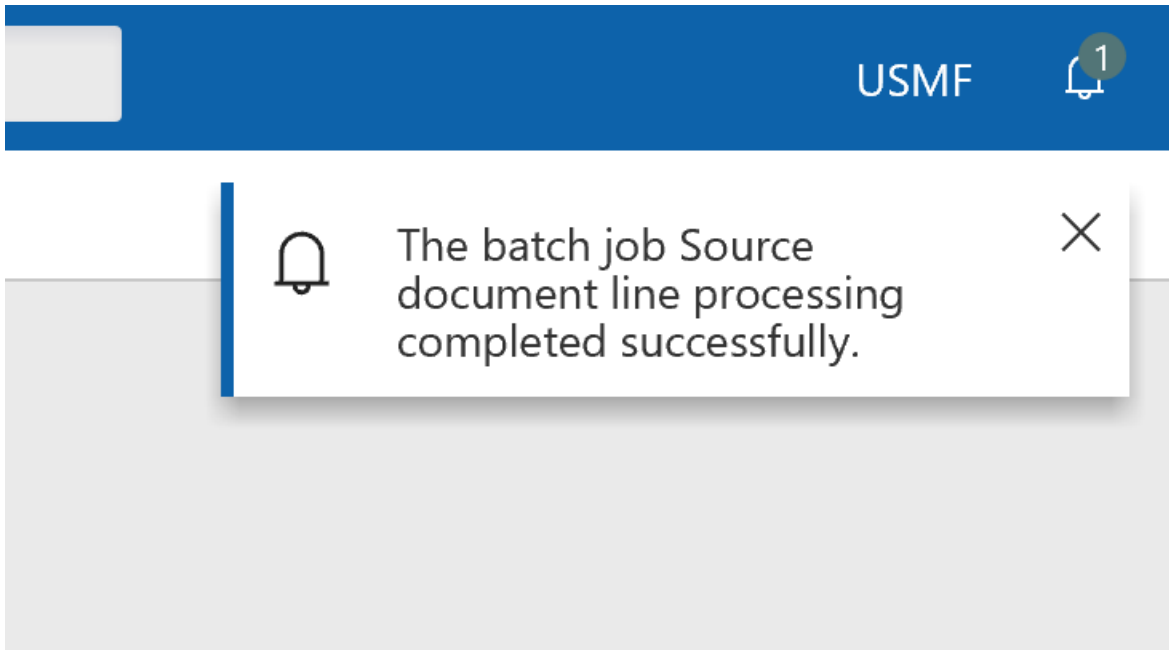 USMF
1
The batch job Source
document line processing
completed successfully.